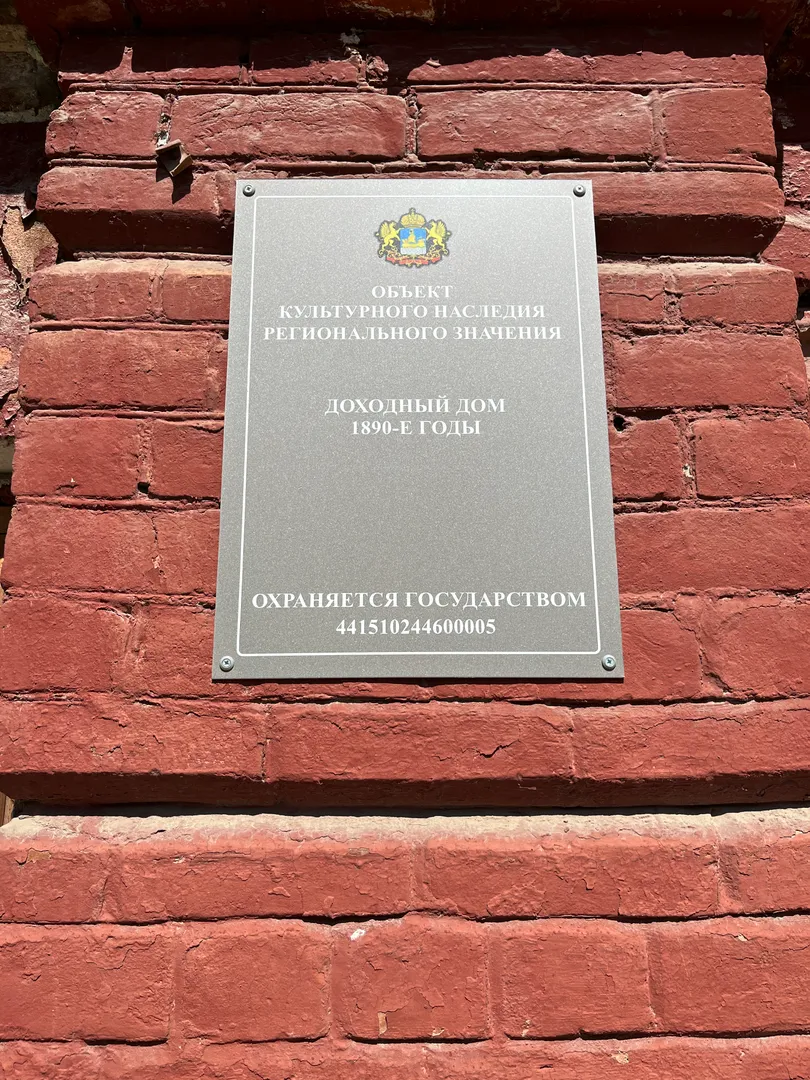 ОБЪЕКТ
КУЛЬТУРНОГО НАСЛЕДИЯ
РЕГИОНАЛЬНОГО ЗНАЧЕНИЯ
ДОХОДНЫЙ ДОМ
1890-Е ГОДЫ
ОХРАНЯЕТСЯ ГОСУДАРСТВОМ
441510244600005